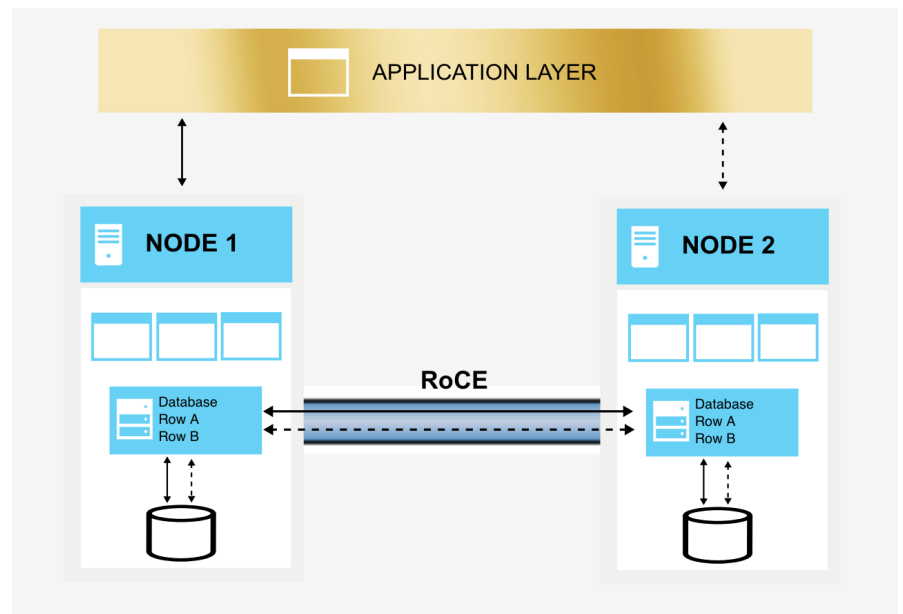 APPLICATION LAYER
NODE 1
NODE 2
RoCE
Database
Row A
Row B
Database
Row A
Row B